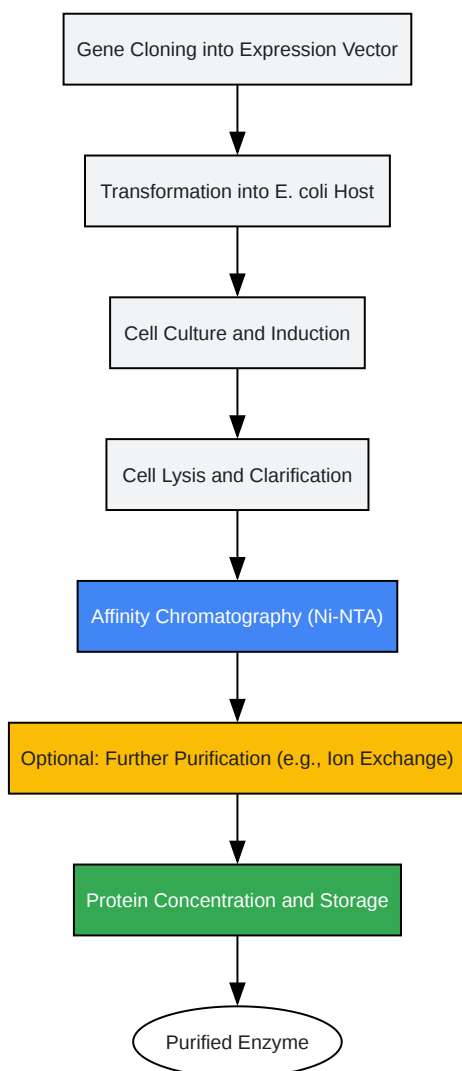 Gene Cloning into Expression Vector
Transformation into E. coli Host
Cell Culture and Induction
Cell Lysis and Clarification
Affinity Chromatography (Ni-NTA)
Optional: Further Purification (e.g., Ion Exchange)
Protein Concentration and Storage
Purified Enzyme